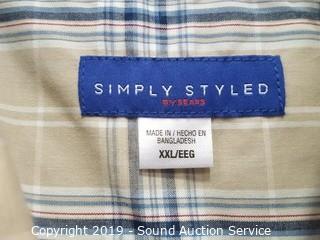 SIMPLY STYLED
BY SEARS
MADE IN / HECHO EN
BANGLADESH
XXL/EEG
Copyright 2019 - Sound Auction Service